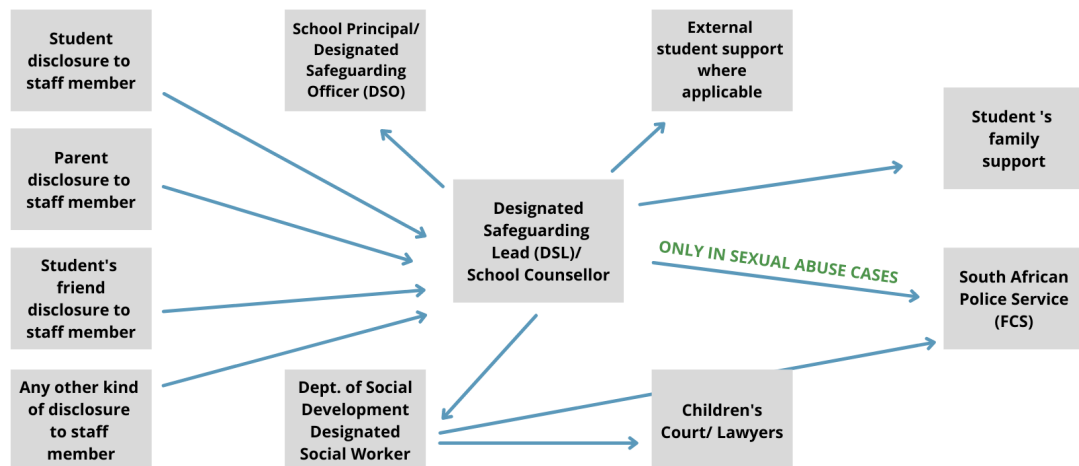 Student
disclosure to
staff member
School Principal/
Designated
Safeguarding
Officer (DSO)
External
student support
where
applicable
Student 's
family
support
Parent
disclosure to
staff member
Designated
Safeguarding
Lead (DSL)/
School Counsellor
ONLY IN SEXUAL ABUSE CASES
Student's
friend
disclosure to
staff member
South African
Police Service
(FCS)
Any other kind
of disclosure
to staff
member
Dept. of Social
Development
Designated
Social Worker
Children's
Court/ Lawyers